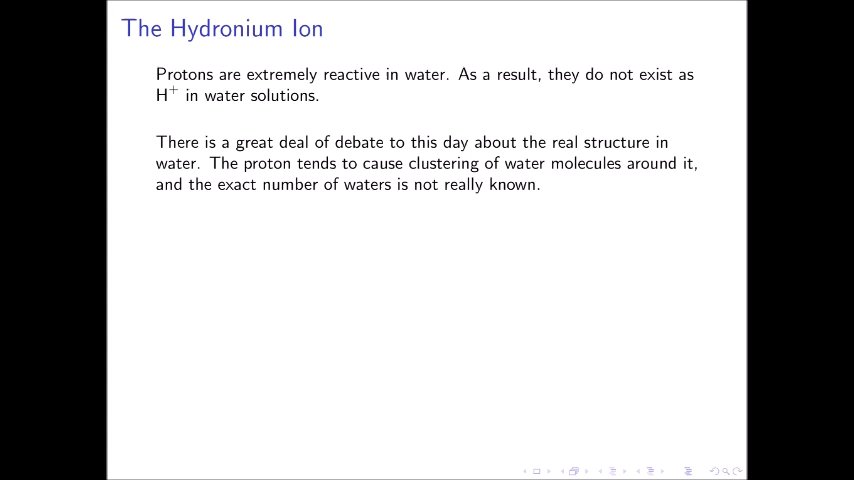 The Hydronium Ion
Protons are extremely reactive in water. As a result, they do not exist as
H⁺ in water solutions.
There is a great deal of debate to this day about the real structure in
water. The proton tends to cause clustering of water molecules around it,
and the exact number of waters is not really known.